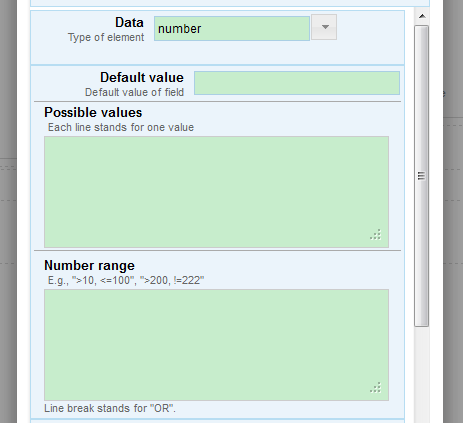 Data
Type of element
number
Default value
Default value of field
Possible values
Each line stands for one value
Number range
E.g., ">10, <=100", ">200, !=222"
Line break stands for "OR".